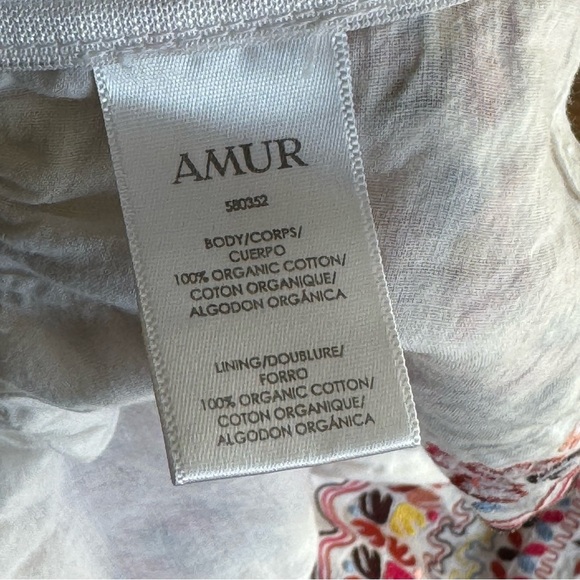 AMUR
580352
BODY/CORPS/
CUERPO
100% ORGANIC COTTON/
COTON ORGANIQUE/
ALGODON ORGÁNICA
LINING/DOUBLURE/
FORRO
100% ORGANIC COTTON/
COTON ORGANIQUE/
ALGODON ORGÁNICA